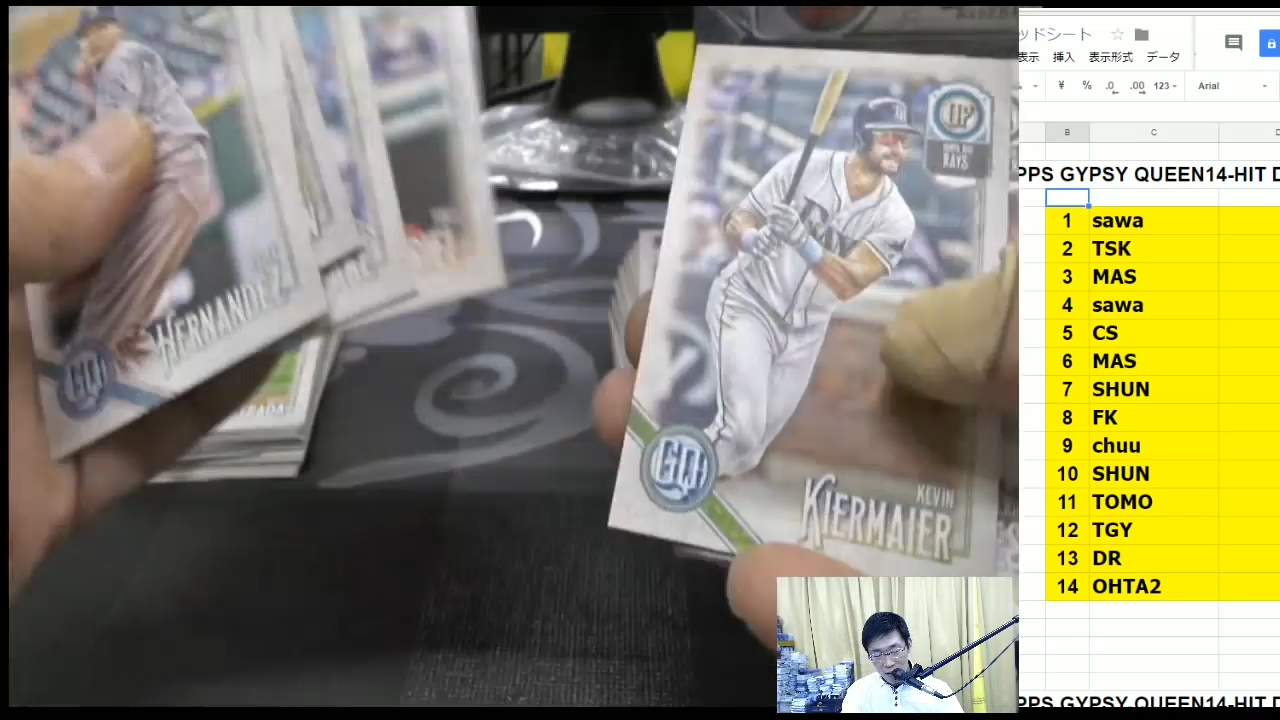 HERNANDEZ
GQ
OF
TAMPA BAY
RAYS
GQ
KEVIN
KIERMAIER
ッドシート
表示 挿入 表示形式 データ
¥ % .0 .00 123 Arial
B C D
PPS GYPSY QUEEN14-HIT D
1 sawa
2 TSK
3 MAS
4 sawa
5 CS
6 MAS
7 SHUN
8 FK
9 chuu
10 SHUN
11 TOMO
12 TGY
13 DR
14 OHTA2
PPS GYPSY QUEEN14-HIT D